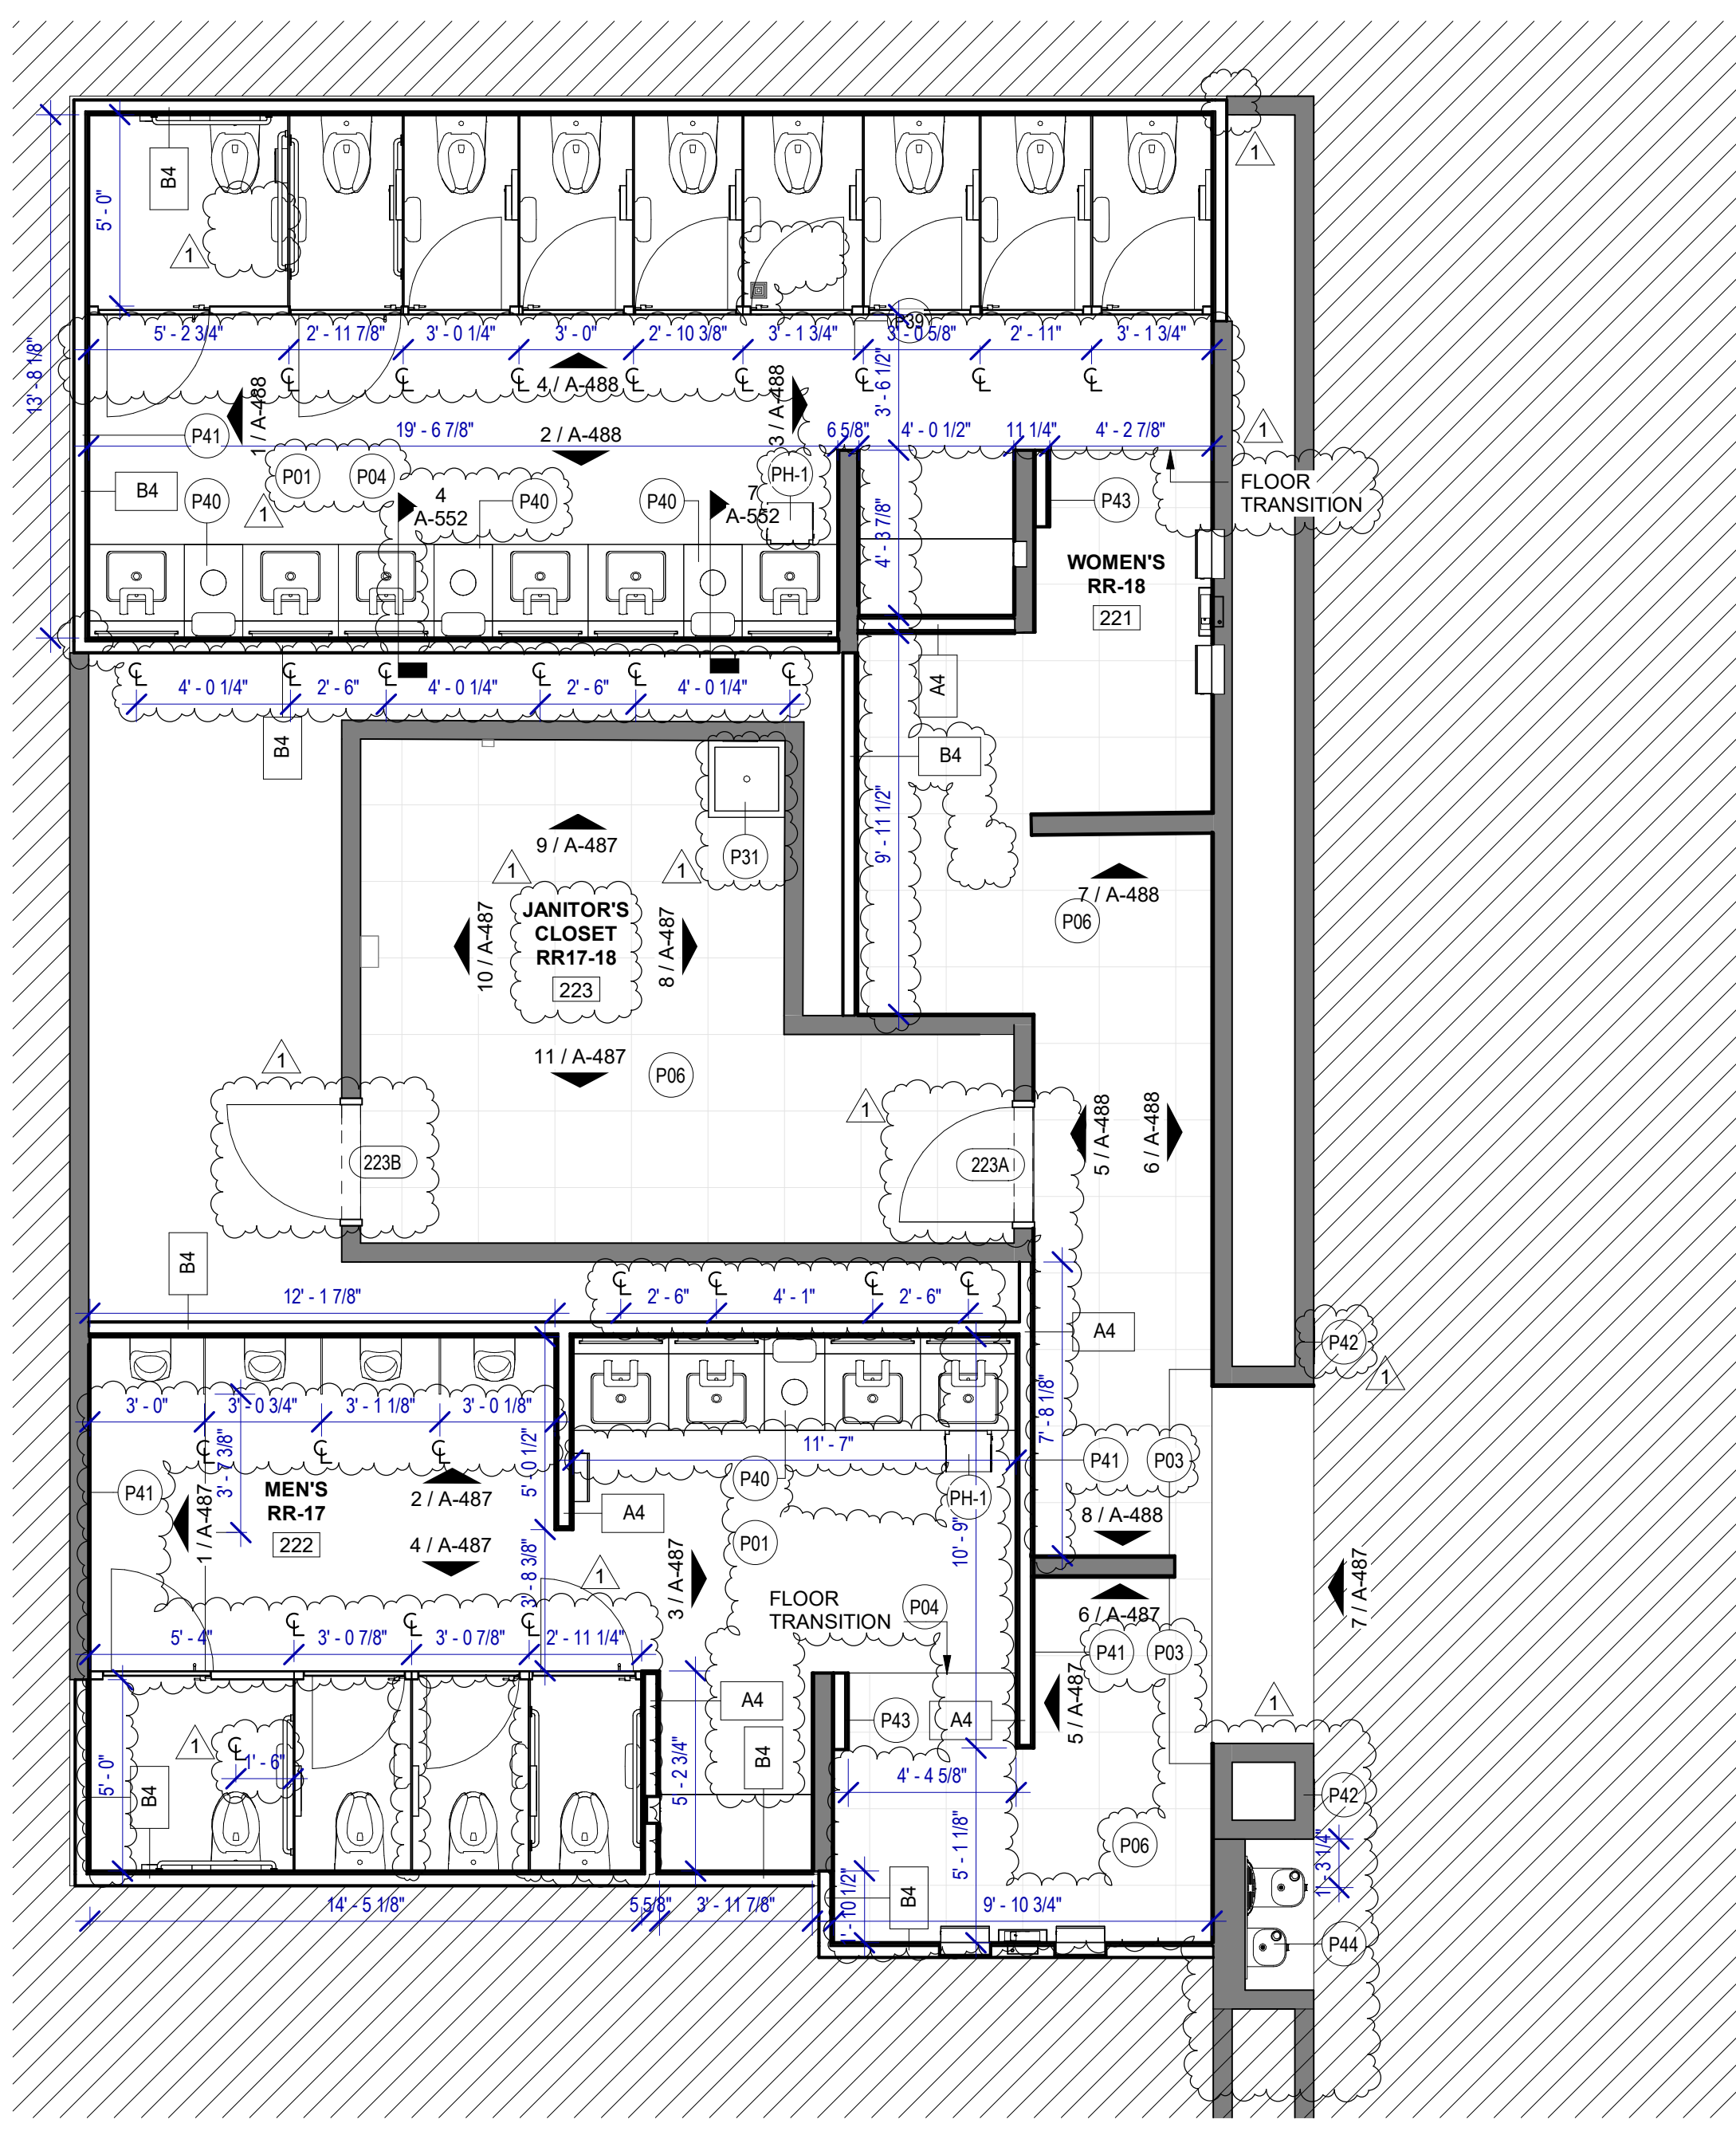 1
B4
5' - 0"
1
13' - 8 1/8"
P39
5' - 2 3/4"
2' - 11 7/8"
3' - 0 1/4"
3' - 0"
2' - 10 3/8"
3' - 1 3/4"
3' - 0 5/8"
2' - 11"
3' - 1 3/4"
℄
℄
℄
℄
℄
℄
℄
℄
4 / A-488
3' - 6 1/2"
1 / A-488
3 / A-488
P41
19' - 6 7/8"
2 / A-488
6 5/8"
4' - 0 1/2"
11 1/4"
4' - 2 7/8"
1
P01
P04
PH-1
B4
P40
1
4
A-552
P40
P40
7
A-552
P43
FLOOR
TRANSITION
4' - 3 7/8"
WOMEN'S
RR-18
221
℄
℄
℄
℄
℄
℄
4' - 0 1/4"
2' - 6"
4' - 0 1/4"
2' - 6"
4' - 0 1/4"
A4
B4
B4
9' - 11 1/2"
9 / A-487
P31
1
1
7 / A-488
P06
JANITOR'S
CLOSET
RR17-18
223
10 / A-487
8 / A-487
11 / A-487
P06
1
1
5 / A-488
6 / A-488
223B
223A
B4
12' - 1 7/8"
℄
℄
℄
℄
2' - 6"
4' - 1"
2' - 6"
A4
P42
1
3' - 0"
3' - 0 3/4"
3' - 1 1/8"
3' - 0 1/8"
℄
℄
℄
3' - 7 3/8"
5' - 0 1/2"
11' - 7"
7' - 8 1/8"
P41
MEN'S
RR-17
222
2 / A-487
1 / A-487
4 / A-487
P40
PH-1
P41
P03
A4
8 / A-488
P01
10' - 9"
3' - 8 3/8"
1
3 / A-487
FLOOR
TRANSITION
P04
6 / A-487
7 / A-487
℄
℄
℄
5' - 4"
3' - 0 7/8"
3' - 0 7/8"
2' - 11 1/4"
P41
P03
A4
P43
A4
5 / A-487
1
1
℄
1' - 6"
5' - 0"
B4
B4
5' - 2 3/4"
4' - 4 5/8"
P42
5' - 1 1/8"
P06
1' - 3 1/4"
14' - 5 1/8"
5 5/8"
3' - 11 7/8"
1' - 10 1/2"
B4
9' - 10 3/4"
P44